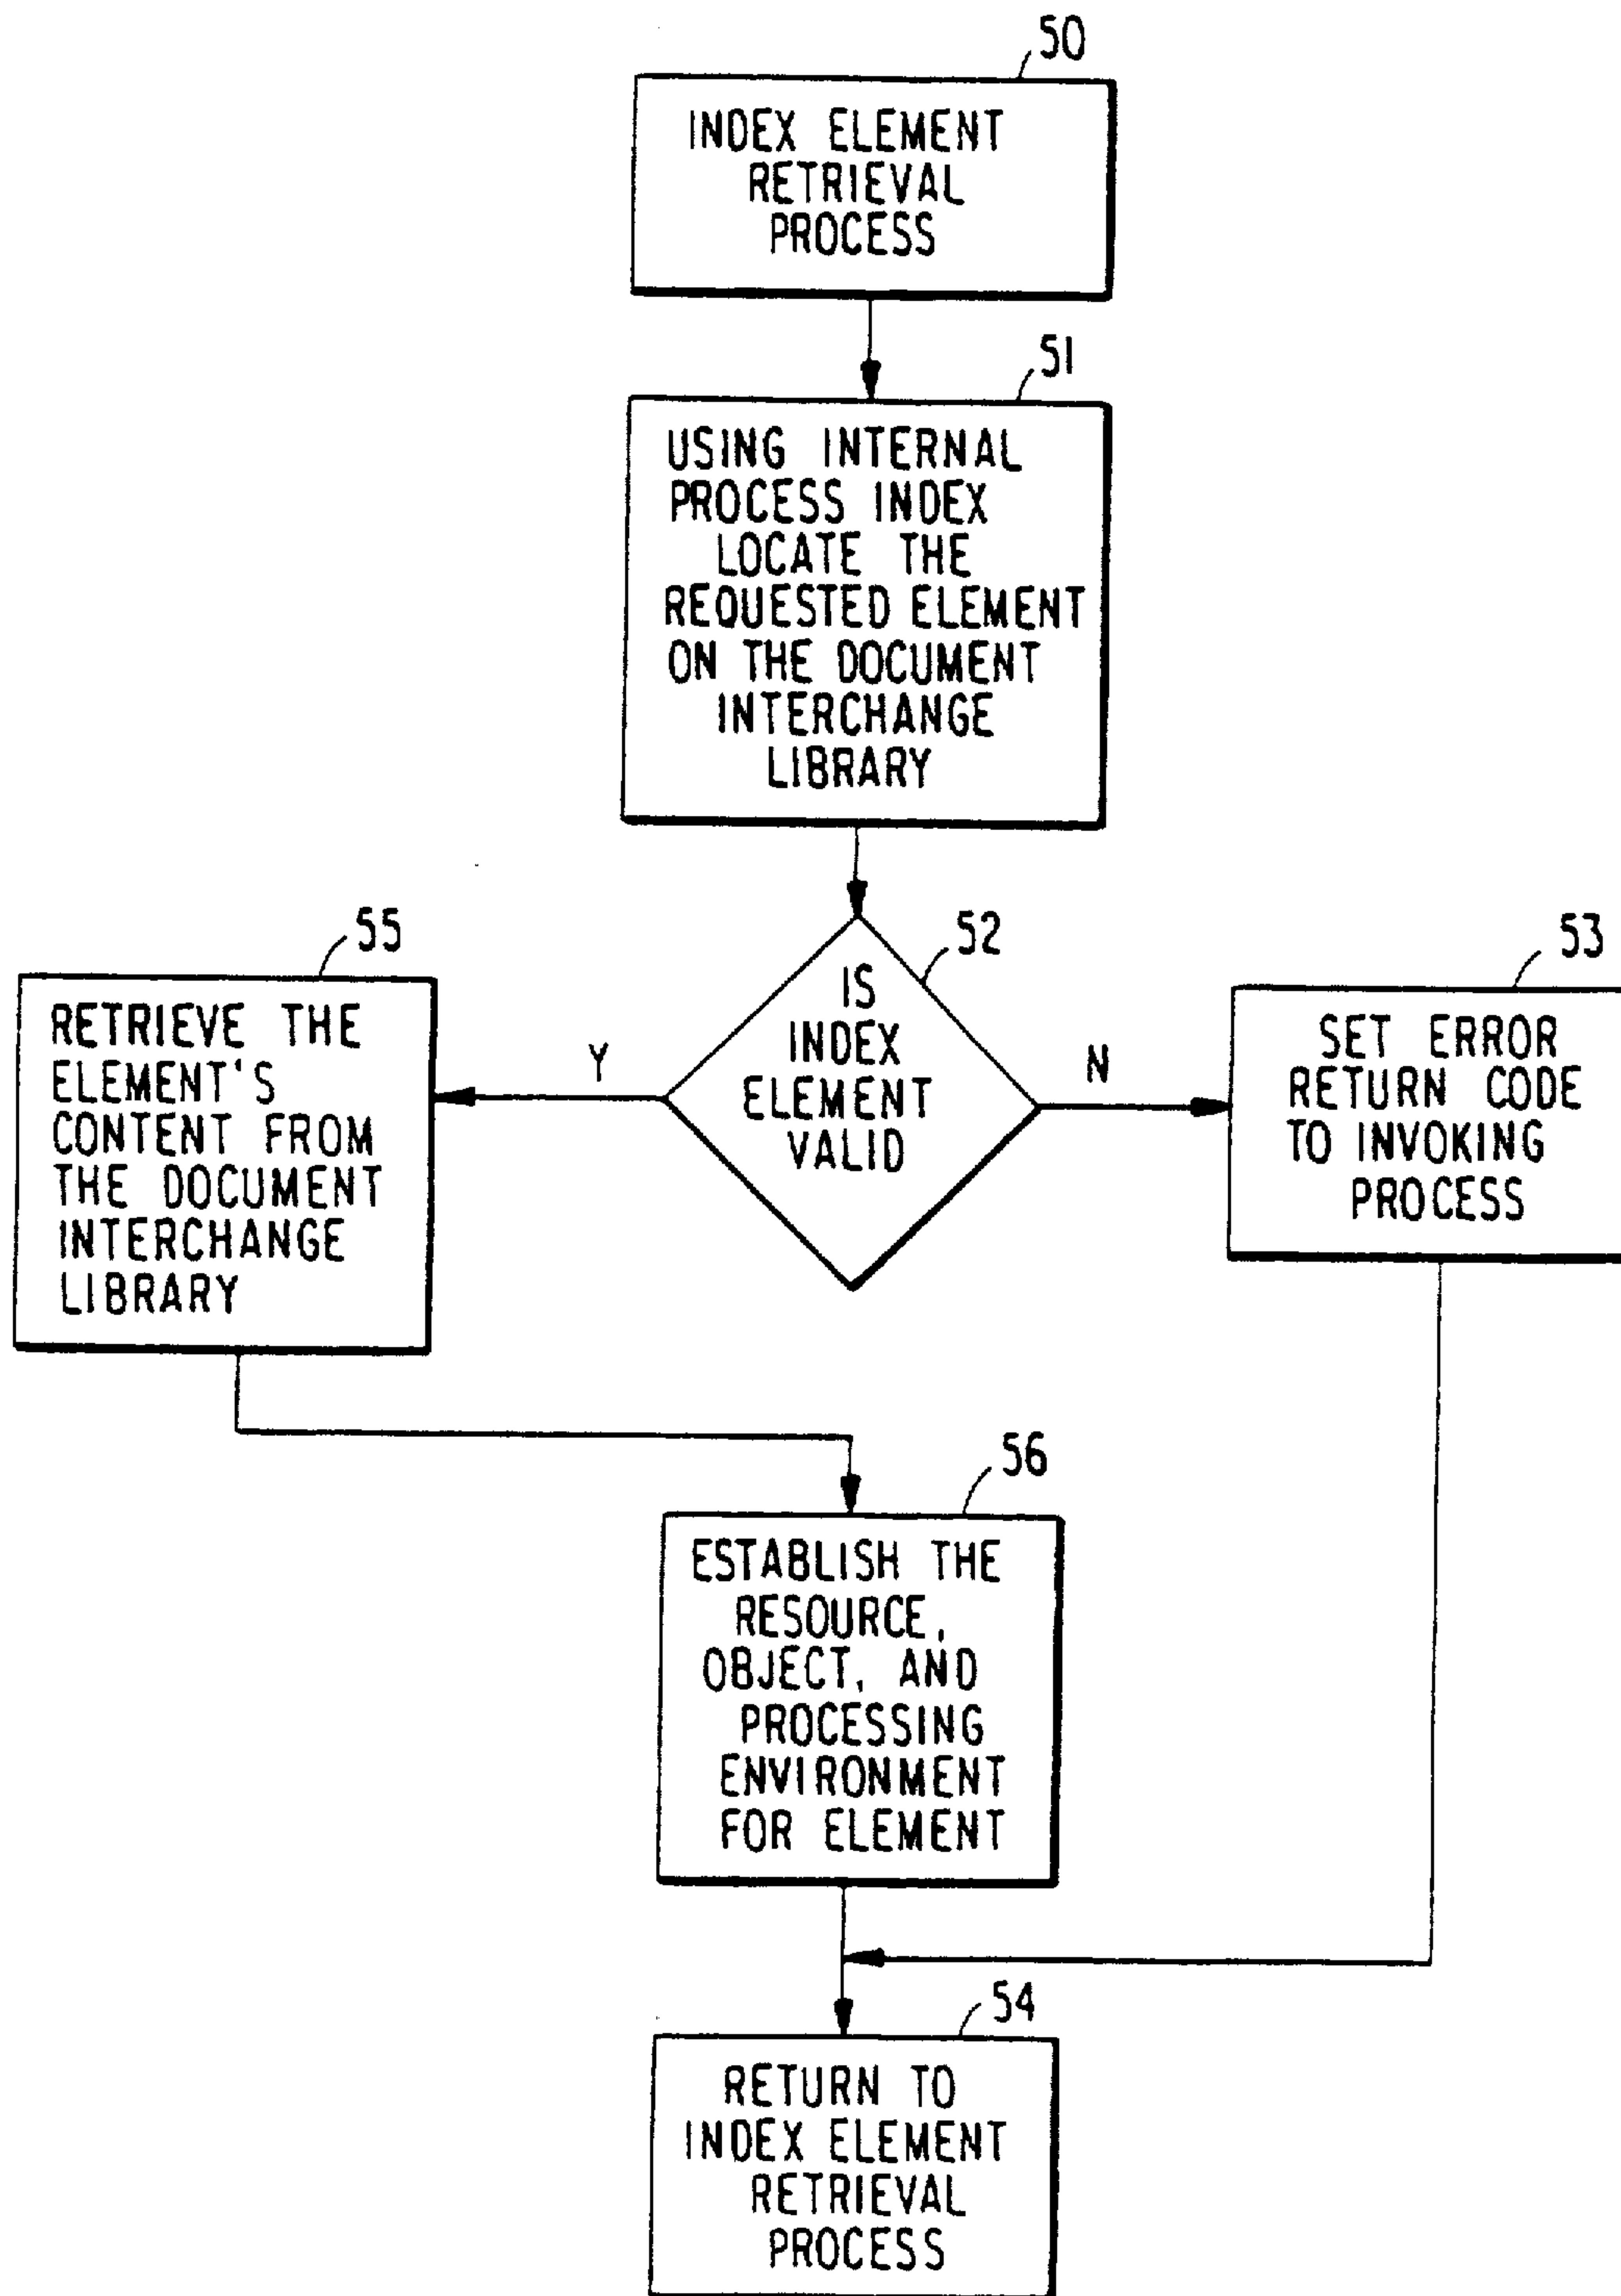 50
INDEX ELEMENT
RETRIEVAL
PROCESS
51
USING INTERNAL
PROCESS INDEX
LOCATE THE
REQUESTED ELEMENT
ON THE DOCUMENT
INTERCHANGE
LIBRARY
52
IS
INDEX
ELEMENT
VALID
Y
N
55
RETRIEVE THE
ELEMENT'S
CONTENT FROM
THE DOCUMENT
INTERCHANGE
LIBRARY
53
SET ERROR
RETURN CODE
TO INVOKING
PROCESS
56
ESTABLISH THE
RESOURCE,
OBJECT, AND
PROCESSING
ENVIRONMENT
FOR ELEMENT
54
RETURN TO
INDEX ELEMENT
RETRIEVAL
PROCESS